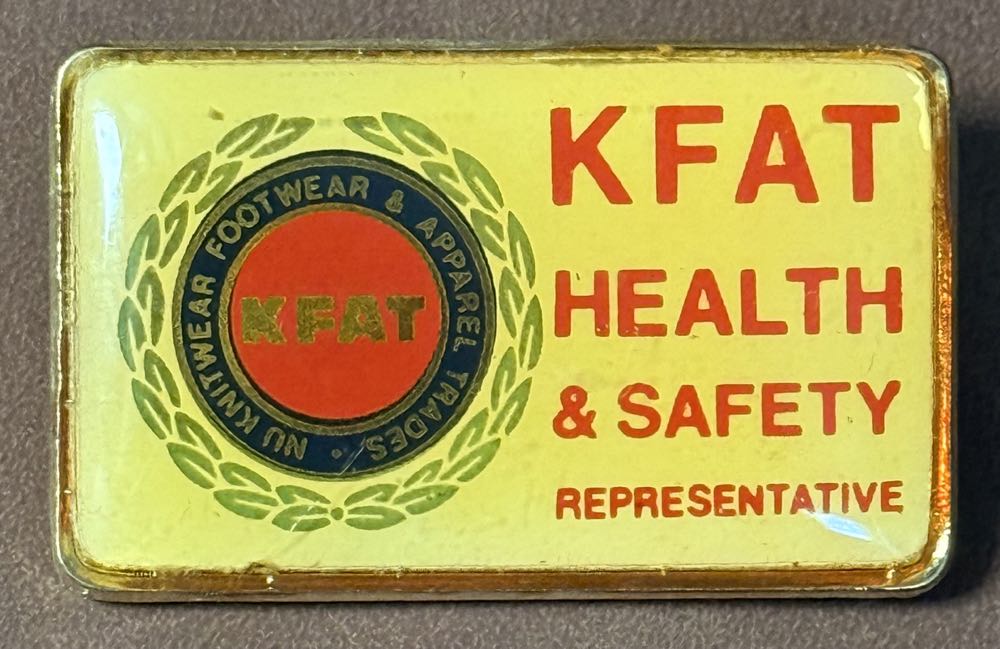 NU KNITWEAR FOOTWEAR & APPAREL TRADES.
KFAT
KFAT
HEALTH
& SAFETY
REPRESENTATIVE